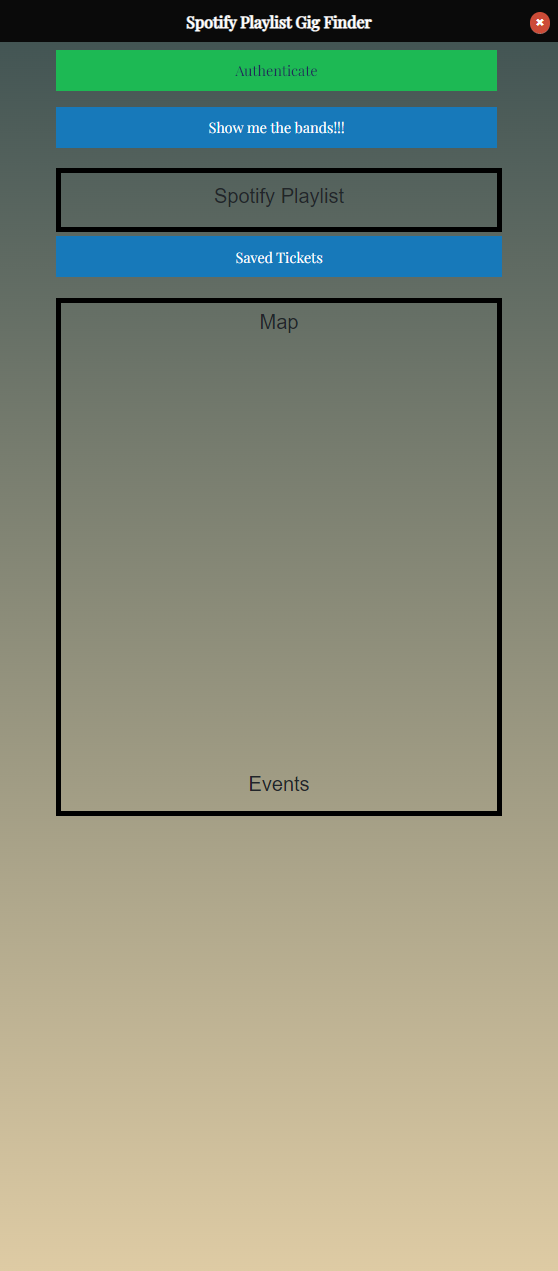 Spotify Playlist Gig Finder
Authenticate
Show me the bands!!!
Spotify Playlist
Saved Tickets
Map
Events